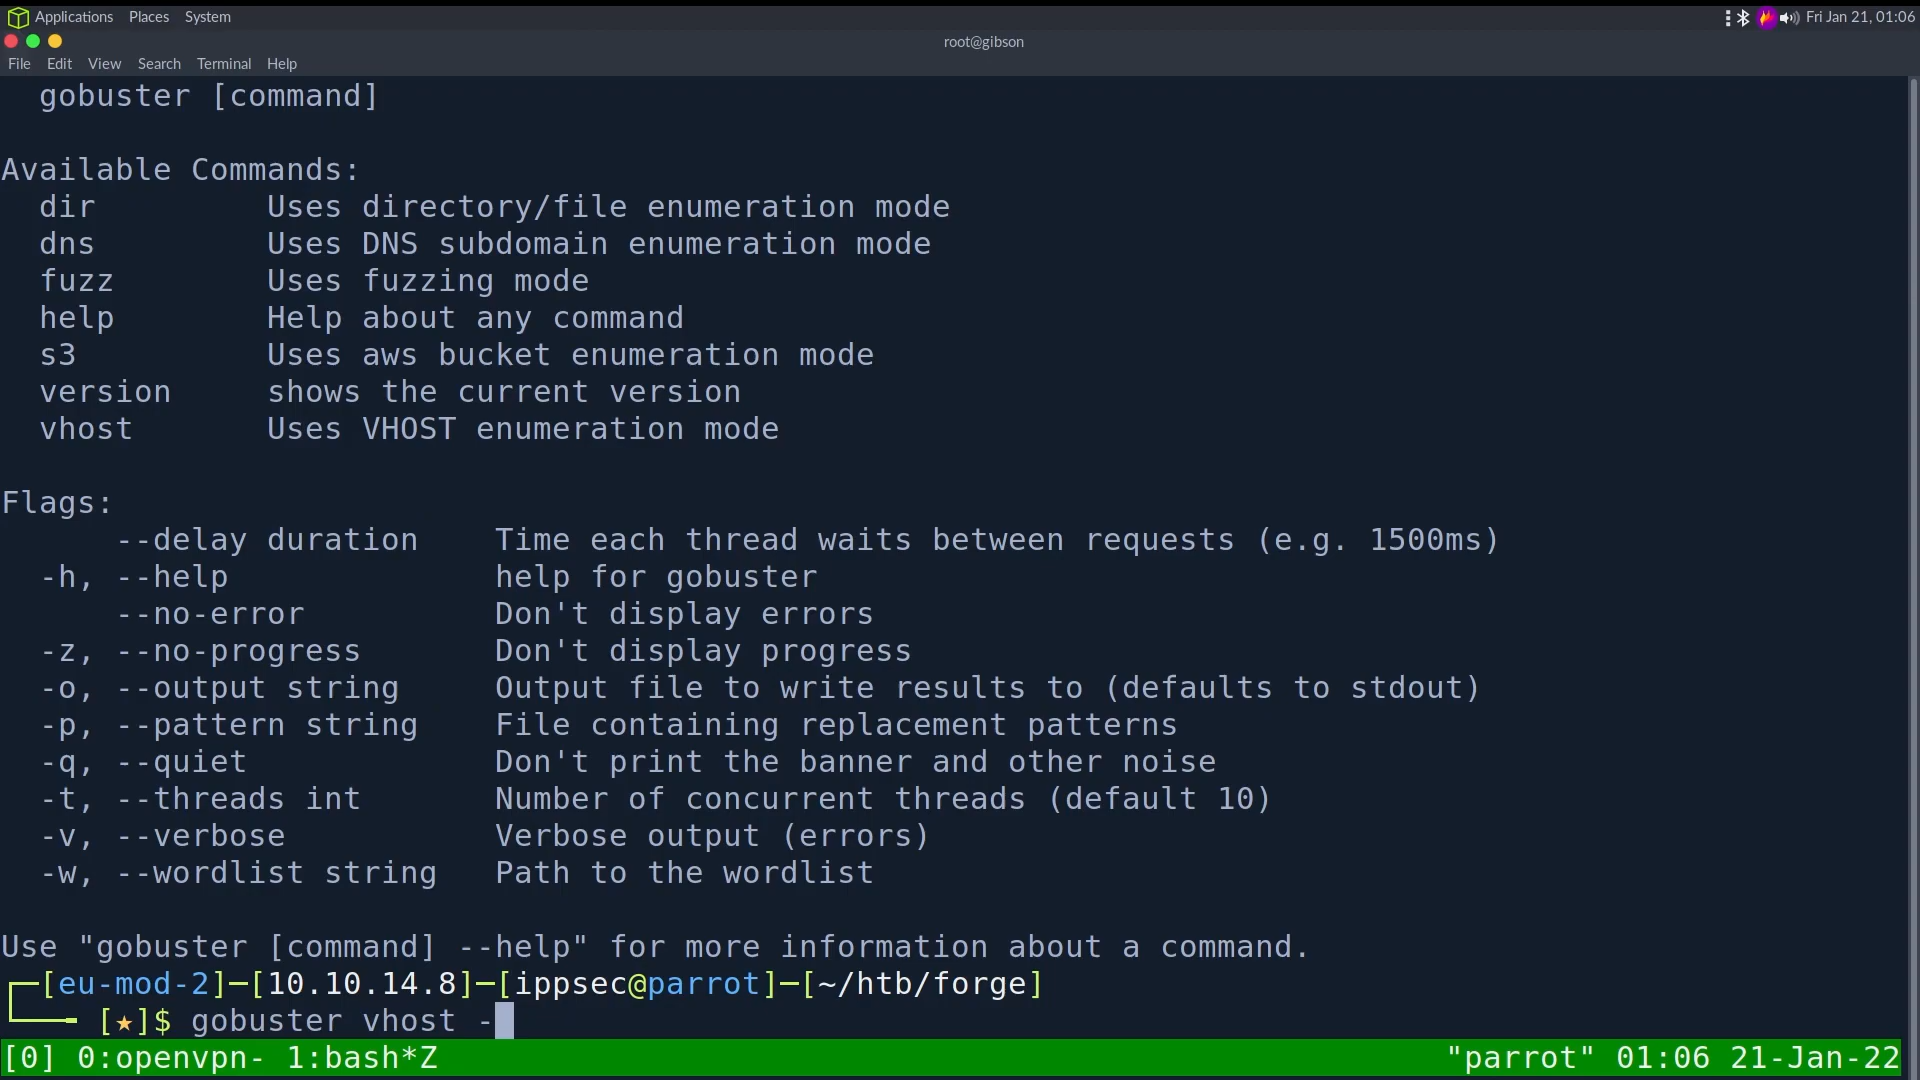 Applications Places System Fri Jan 21, 01:06
root@gibson
File Edit View Search Terminal Help
gobuster [command]
Available Commands:
dir Uses directory/file enumeration mode
dns Uses DNS subdomain enumeration mode
fuzz Uses fuzzing mode
help Help about any command
s3 Uses aws bucket enumeration mode
version shows the current version
vhost Uses VHOST enumeration mode
Flags:
--delay duration Time each thread waits between requests (e.g. 1500ms)
-h, --help help for gobuster
--no-error Don't display errors
-z, --no-progress Don't display progress
-o, --output string Output file to write results to (defaults to stdout)
-p, --pattern string File containing replacement patterns
-q, --quiet Don't print the banner and other noise
-t, --threads int Number of concurrent threads (default 10)
-v, --verbose Verbose output (errors)
-w, --wordlist string Path to the wordlist
Use "gobuster [command] --help" for more information about a command.
┌─[eu-mod-2]─[10.10.14.8]─[ippsec@parrot]─[~/htb/forge]
└──╼ [★]$ gobuster vhost -
[0] 0:openvpn- 1:bash*Z "parrot" 01:06 21-Jan-22